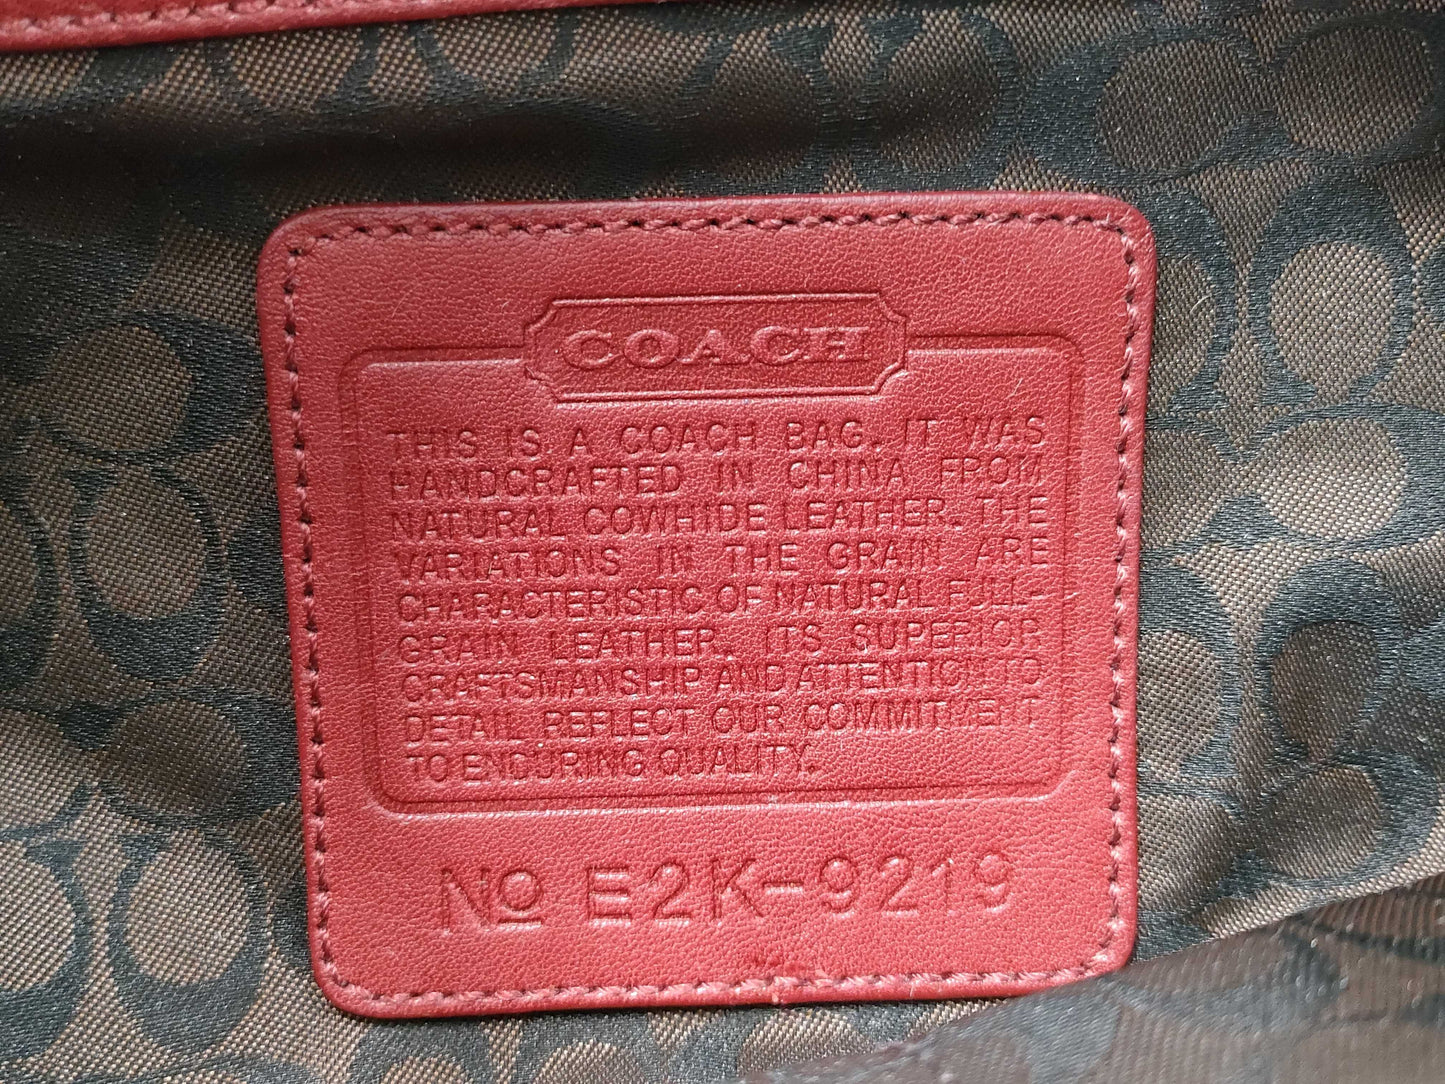 COACH
THIS IS A COACH BAG. IT WAS
HANDCRAFTED IN CHINA FROM
NATURAL COWHIDE LEATHER. THE
VARIATIONS IN THE GRAIN ARE
CHARACTERISTIC OF NATURAL FULL-
GRAIN LEATHER. ITS SUPERIOR
CRAFTSMANSHIP AND ATTENTION TO
DETAIL REFLECT OUR COMMITMENT
TO ENDURING QUALITY.
No E2K-9219